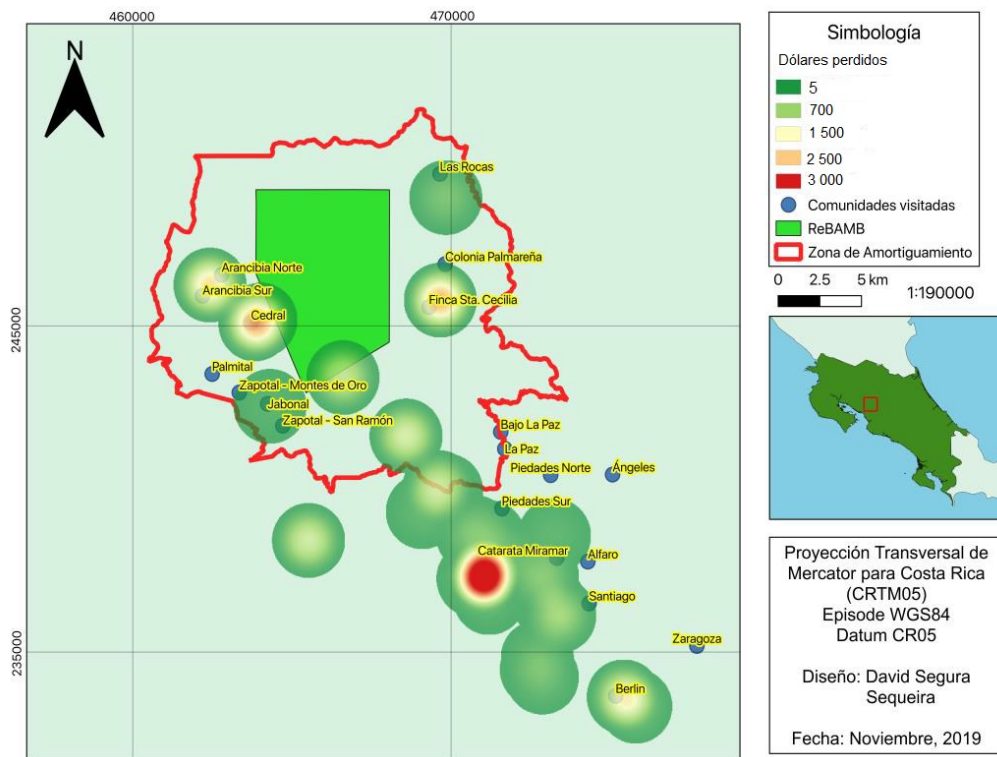 460000
470000
N
245000
235000
Las Rocas
Colonia Palmareña
Arancibia Norte
Arancibia Sur
Finca Sta. Cecilia
Cedral
Palmital
Zapotal - Montes de Oro
Jabonal
Zapotal - San Ramón
Bajo La Paz
La Paz
Piedades Norte
Ángeles
Piedades Sur
Catarata Miramar
Alfaro
Santiago
Zaragoza
Berlin
Simbología
Dólares perdidos
5
700
1 500
2 500
3 000
Comunidades visitadas
ReBAMB
Zona de Amortiguamiento
0 2.5 5 km
1:190000
Proyección Transversal de
Mercator para Costa Rica
(CRTM05)
Episode WGS84
Datum CR05
Diseño: David Segura
Sequeira
Fecha: Noviembre, 2019